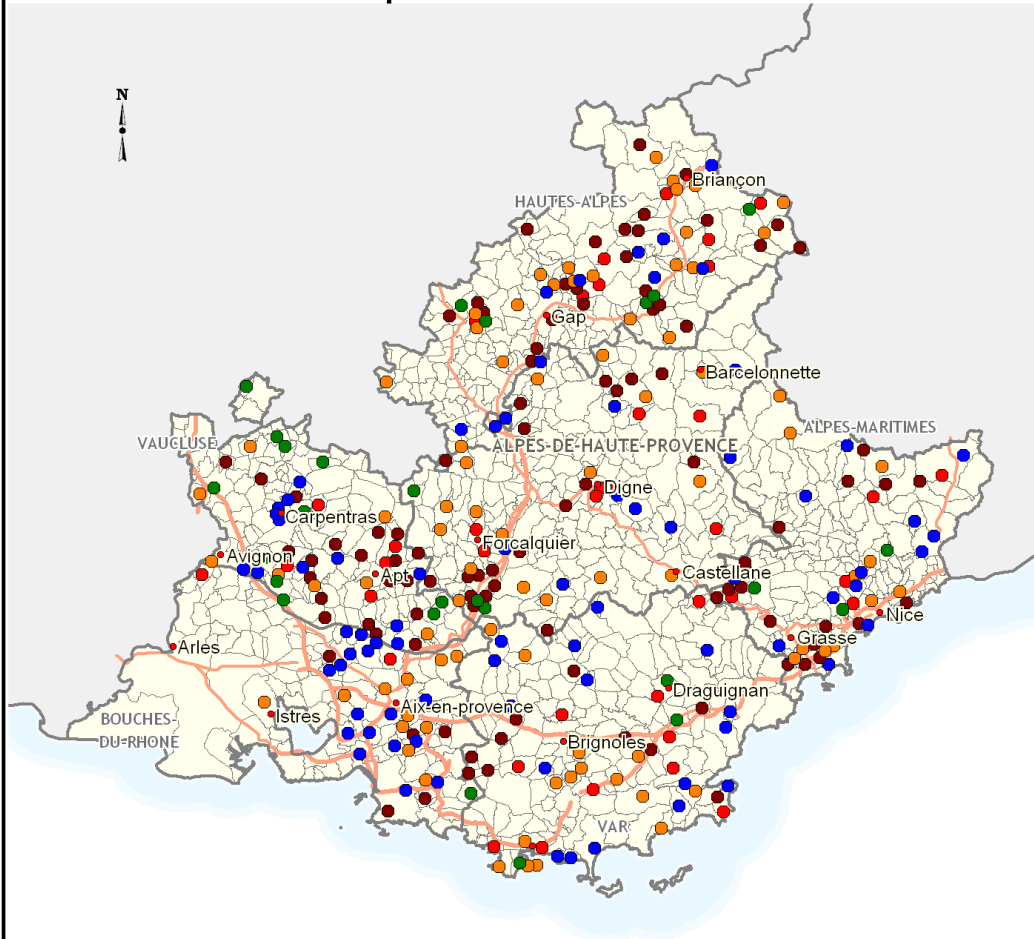 N
Briançon
HAUTES-ALPES
Gap
Barcelonnette
VAUCLUSE
ALPES-MARITIMES
ALPES-DE-HAUTE-PROVENCE
Digne
Carpentras
Forcalquier
Avignon
Apt
Castellane
Nice
Grasse
Arles
Draguignan
Aix-en-provence
Istres
BOUCHES-
DU-RHONE
Brignoles
VAR